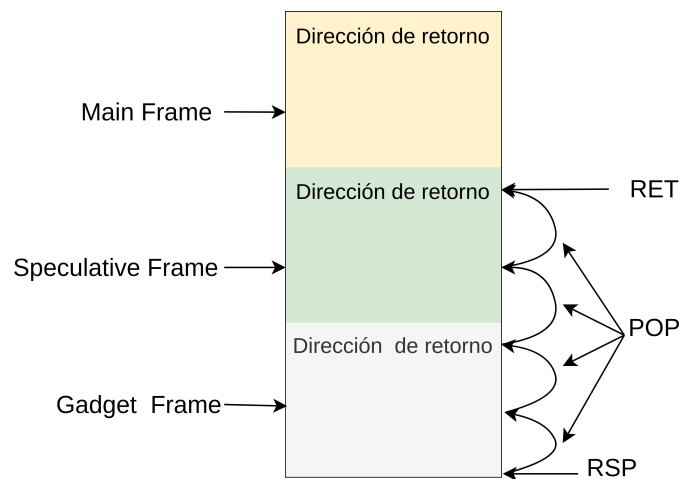 Dirección de retorno
Main Frame
Dirección de retorno
RET
Speculative Frame
POP
Dirección de retorno
Gadget Frame
RSP